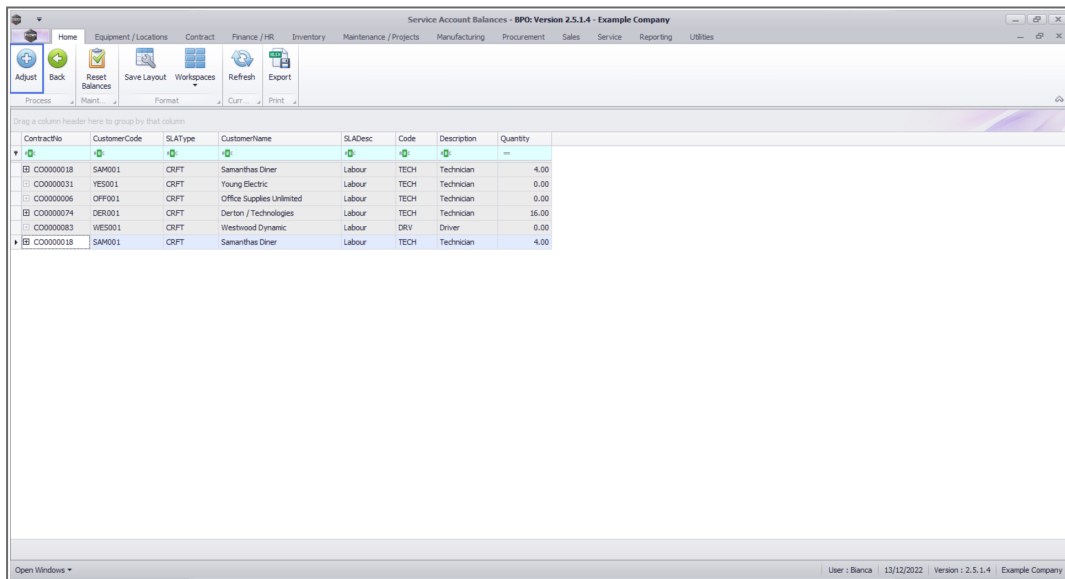 Service Account Balances - BPO: Version 2.5.1.4 - Example Company
Home Equipment / Locations Contract Finance / HR Inventory Maintenance / Projects Manufacturing Procurement Sales Service Reporting Utilities
Adjust Back Reset Balances Save Layout Workspaces Refresh Export
Process Maint... Format Curr... Print
Drag a column header here to group by that column
ContractNo CustomerCode SLAType CustomerName SLADesc Code Description Quantity
CO0000018 SAM001 CRFT Samanthas Diner Labour TECH Technician 4.00
CO0000031 YES001 CRFT Young Electric Labour TECH Technician 0.00
CO0000006 OFF001 CRFT Office Supplies Unlimited Labour TECH Technician 0.00
CO0000074 DER001 CRFT Derton / Technologies Labour TECH Technician 16.00
CO0000083 WES001 CRFT Westwood Dynamic Labour DRV Driver 0.00
CO0000018 SAM001 CRFT Samanthas Diner Labour TECH Technician 4.00
Open Windows User : Bianca 13/12/2022 Version : 2.5.1.4 Example Company